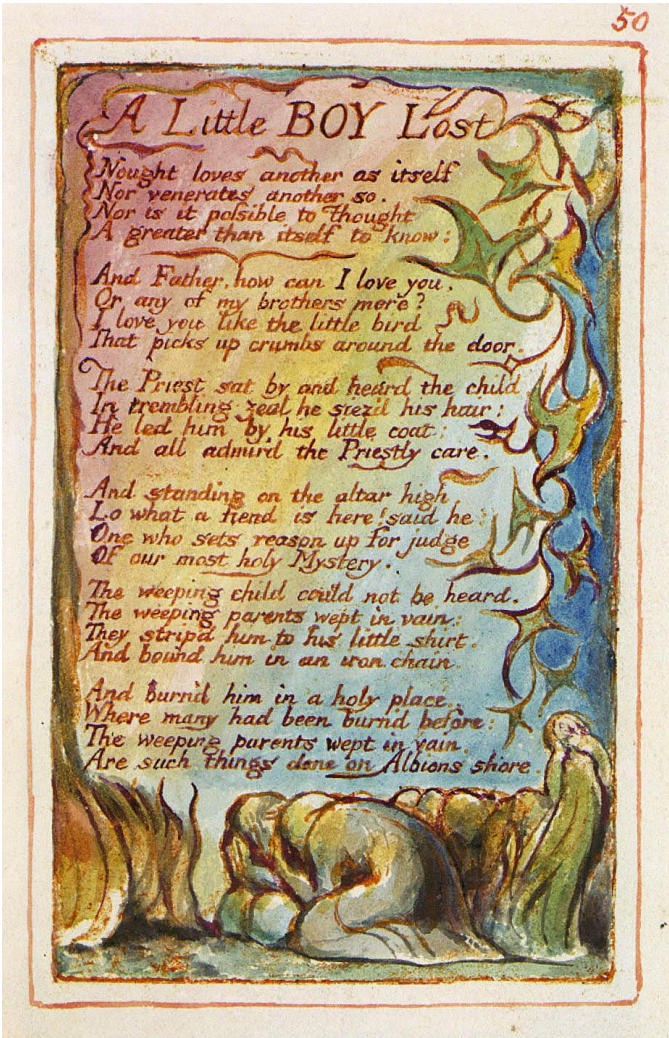 50
A Little BOY Lost
Nought loves another as itself
Nor venerates another so.
Nor is it poſsible to Thought
A greater than itself to know:
And Father, how can I love you,
Or any of my brothers more?
I love you like the little bird
That picks up crumbs around the door.
The Priest sat by and heard the child
In trembling zeal he siez'd his hair:
He led him by his little coat:
And all admir'd the Priestly care.
And standing on the altar high
Lo what a fiend is here! said he:
One who sets reason up for judge
Of our most holy Mystery.
The weeping child could not be heard.
The weeping parents wept in vain:
They strip'd him to his little shirt.
And bound him in an iron chain.
And burn'd him in a holy place,
Where many had been burn'd before:
The weeping parents wept in vain.
Are such things done on Albions shore.